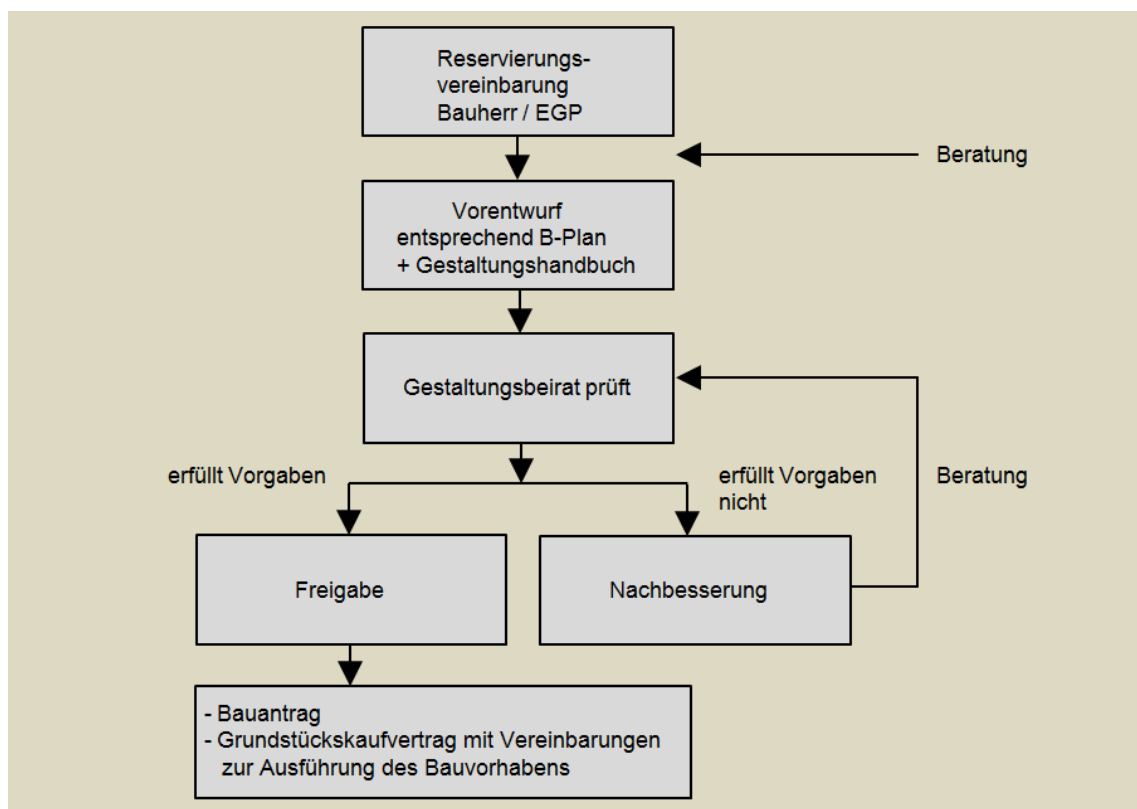 Reservierungs-
vereinbarung
Bauherr / EGP
Beratung
Vorentwurf
entsprechend B-Plan
+ Gestaltungshandbuch
Gestaltungsbeirat prüft
erfüllt Vorgaben
erfüllt Vorgaben
nicht
Beratung
Freigabe
Nachbesserung
- Bauantrag
- Grundstückskaufvertrag mit Vereinbarungen
zur Ausführung des Bauvorhabens